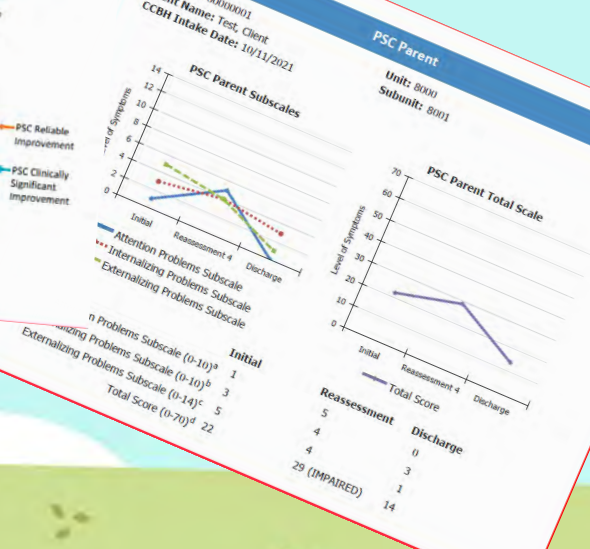 PSC Parent
CCBH Intake Date: 10/11/2021
Name: Test, Client
Unit: 8000
Subunit: 8001
PSC Reliable
Improvement
PSC Clinically
Significant
Improvement
PSC Parent Subscales
of Symptoms
14
12
10
8
6
4
2
0
Initial
Reassessment 4
Discharge
Attention Problems Subscale
Internalizing Problems Subscale
Externalizing Problems Subscale
PSC Parent Total Scale
Level of Symptoms
70
60
50
40
30
20
10
0
Initial
Reassessment 4
Discharge
Total Score
Initial Reassessment Discharge
Problems Subscale (0-10)ᵃ 1 5 0
Problems Subscale (0-10)ᵇ 3 4 3
Externalizing Problems Subscale (0-14)ᶜ 5 4 1
Total Score (0-70)ᵈ 22 29 (IMPAIRED) 14